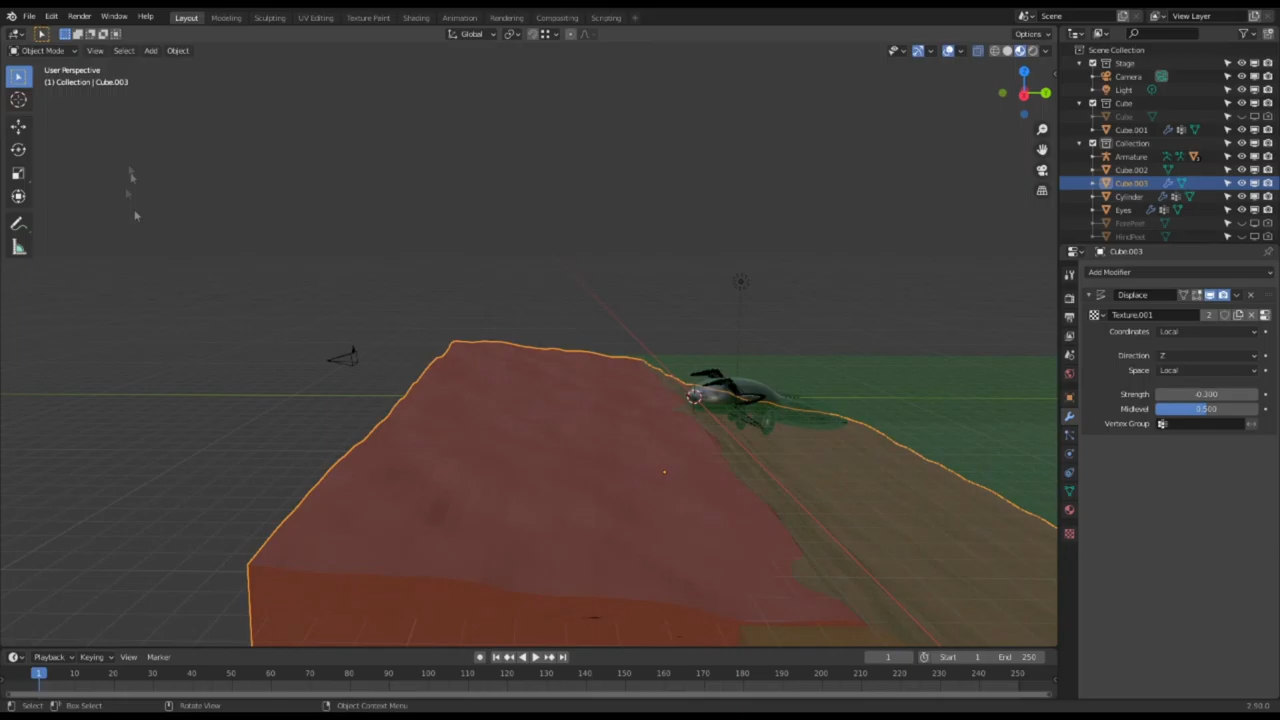 File Edit Render Window Help Layout Modeling Sculpting UV Editing Texture Paint Shading Animation Rendering Compositing Scripting + Scene View Layer
Global Options
Object Mode View Select Add Object
User Perspective
(1) Collection | Cube.003
Scene Collection
Stage
Camera
Light
Cube
Cube
Cube.001
Collection
Armature
Cube.002
Cube.003
Cylinder
Eyes
ForeFoot
HindFoot
Cube.003
Add Modifier
Displace
Texture.001 2
Coordinates Local
Direction Z
Space Local
Strength -0.300
Midlevel 0.500
Vertex Group
Z
Playback Keying View Marker 1 Start 1 End 250
1 10 20 30 40 50 60 70 80 90 100 110 120 130 140 150 160 170 180 190 200 210 220 230 240 250
Select Box Select Rotate View Object Context Menu 2.90.0